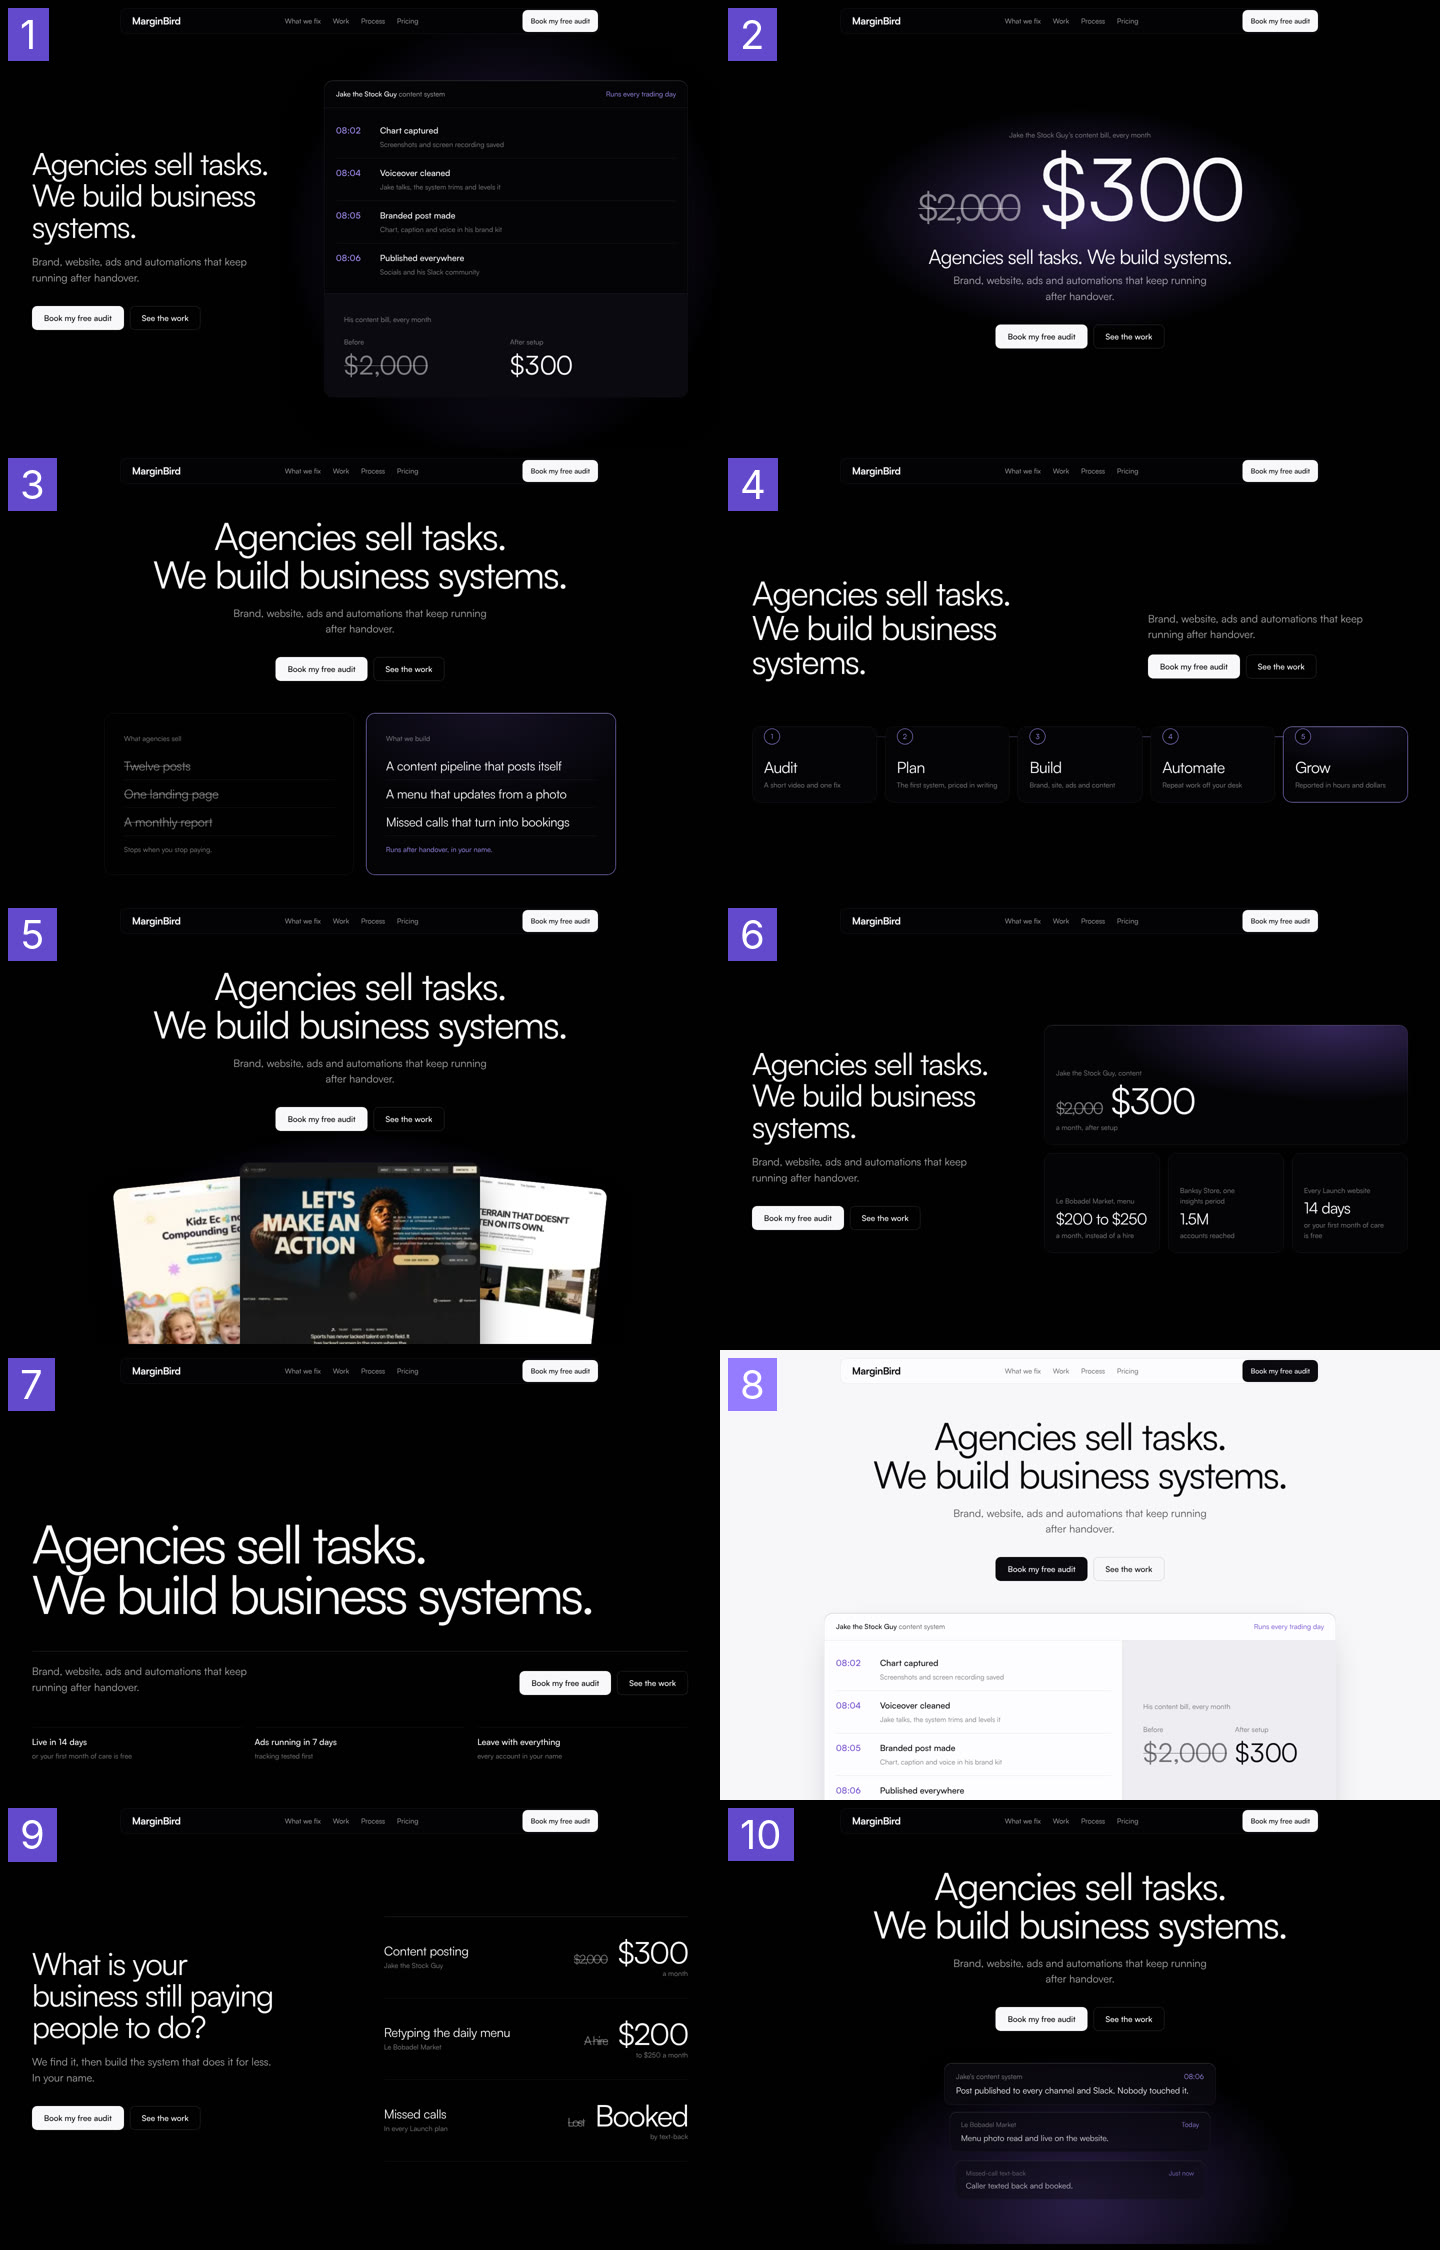 1
MarginBird
What we fix
Work
Process
Pricing
Book my free audit
Agencies sell tasks.
We build business
systems.
Brand, website, ads and automations that keep
running after handover.
Book my free audit
See the work
Jake the Stock Guy content system
Runs every trading day
08:02
Chart captured
Screenshots and screen recording saved
08:04
Voiceover cleaned
Jake talks, the system trims and levels it
08:05
Branded post made
Chart, caption and voice in his brand kit
08:06
Published everywhere
Socials and his Slack community
His content bill, every month
Before
$2,000
After setup
$300
2
MarginBird
What we fix
Work
Process
Pricing
Book my free audit
Jake the Stock Guy's content bill, every month
$2,000
$300
Agencies sell tasks. We build systems.
Brand, website, ads and automations that keep running
after handover.
Book my free audit
See the work
3
MarginBird
What we fix
Work
Process
Pricing
Book my free audit
Agencies sell tasks.
We build business systems.
Brand, website, ads and automations that keep running
after handover.
Book my free audit
See the work
What agencies sell
Twelve posts
One landing page
A monthly report
Stops when you stop paying.
What we build
A content pipeline that posts itself
A menu that updates from a photo
Missed calls that turn into bookings
Runs after handover, in your name.
4
MarginBird
What we fix
Work
Process
Pricing
Book my free audit
Agencies sell tasks.
We build business
systems.
Brand, website, ads and automations that keep
running after handover.
Book my free audit
See the work
1
Audit
A short video and one fix
2
Plan
The first system, priced in writing
3
Build
Brand, site, ads and content
4
Automate
Repeat work off your desk
5
Grow
Reported in hours and dollars
5
MarginBird
What we fix
Work
Process
Pricing
Book my free audit
Agencies sell tasks.
We build business systems.
Brand, website, ads and automations that keep running
after handover.
Book my free audit
See the work
Kidz
Compounding
LET'S
MAKE AN
ACTION
Sports has never lacked talent on the field. It
TERRAIN THAT DOESN'T
ON ITS OWN.
6
MarginBird
What we fix
Work
Process
Pricing
Book my free audit
Agencies sell tasks.
We build business
systems.
Brand, website, ads and automations that keep
running after handover.
Book my free audit
See the work
Jake the Stock Guy, content
$2,000
$300
a month, after setup
Le Bobadel Market, menu
$200 to $250
a month, instead of a hire
Banksy Store, one
insights period
1.5M
accounts reached
Every Launch website
14 days
or your first month of care
is free
7
MarginBird
What we fix
Work
Process
Pricing
Book my free audit
Agencies sell tasks.
We build business systems.
Brand, website, ads and automations that keep
running after handover.
Book my free audit
See the work
Live in 14 days
or your first month of care is free
Ads running in 7 days
tracking tested first
Leave with everything
every account in your name
8
MarginBird
What we fix
Work
Process
Pricing
Book my free audit
Agencies sell tasks.
We build business systems.
Brand, website, ads and automations that keep running
after handover.
Book my free audit
See the work
Jake the Stock Guy content system
Runs every trading day
08:02
Chart captured
Screenshots and screen recording saved
08:04
Voiceover cleaned
Jake talks, the system trims and levels it
08:05
Branded post made
Chart, caption and voice in his brand kit
08:06
Published everywhere
His content bill, every month
Before
$2,000
After setup
$300
9
MarginBird
What we fix
Work
Process
Pricing
Book my free audit
What is your
business still paying
people to do?
We find it, then build the system that does it for less.
In your name.
Book my free audit
See the work
Content posting
Jake the Stock Guy
$2,000
$300
a month
Retyping the daily menu
Le Bobadel Market
A hire
$200
to $250 a month
Missed calls
In every Launch plan
Lost
Booked
by text-back
10
MarginBird
What we fix
Work
Process
Pricing
Book my free audit
Agencies sell tasks.
We build business systems.
Brand, website, ads and automations that keep running
after handover.
Book my free audit
See the work
Jake's content system
08:06
Post published to every channel and Slack. Nobody touched it.
Le Bobadel Market
Today
Menu photo read and live on the website.
Missed-call text-back
Just now
Caller texted back and booked.